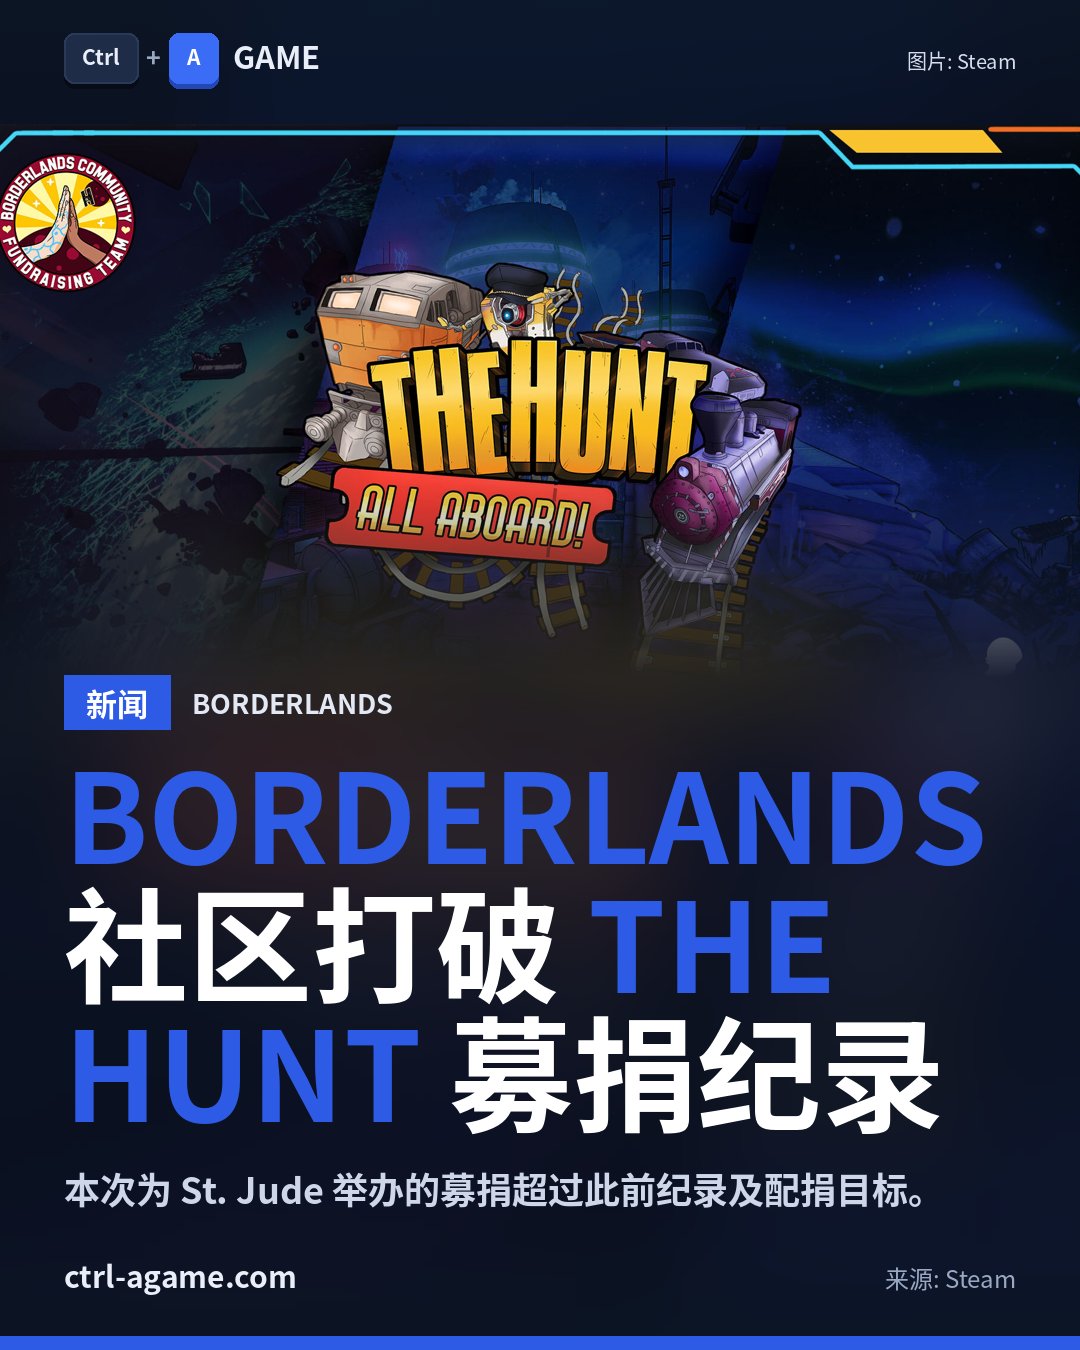 Ctrl + A GAME
图片: Steam
BORDERLANDS COMMUNITY
FUNDRAISING TEAM
THE HUNT
ALL ABOARD!
新闻 BORDERLANDS
BORDERLANDS
社区打破 THE
HUNT 募捐纪录
本次为 St. Jude 举办的募捐超过此前纪录及配捐目标。
ctrl-agame.com
来源: Steam